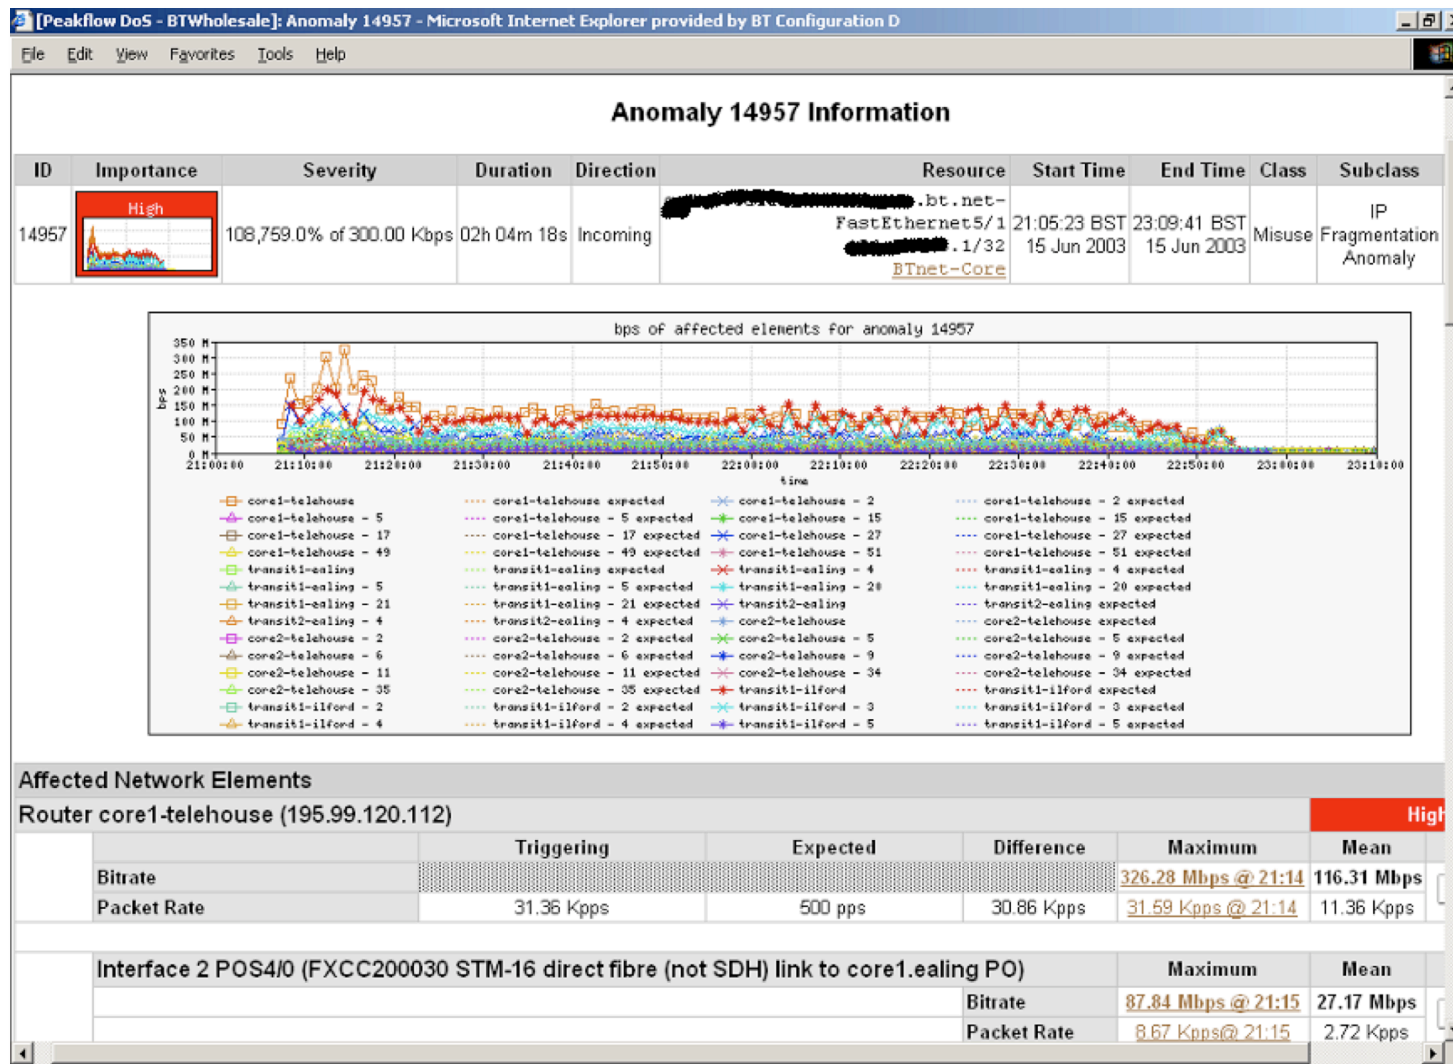 [Peakflow DoS - BTWholesale]: Anomaly 14957 - Microsoft Internet Explorer provided by BT Configuration D
File Edit View Favorites Tools Help
Anomaly 14957 Information
ID Importance Severity Duration Direction Resource Start Time End Time Class Subclass
14957 High 108,759.0% of 300.00 Kbps 02h 04m 18s Incoming .bt.net-
FastEthernet5/1
.1/32
BTnet-Core
21:05:23 BST
15 Jun 2003
23:09:41 BST
15 Jun 2003
Misuse
IP
Fragmentation
Anomaly
bps of affected elements for anomaly 14957
bps
350 M
300 M
250 M
200 M
150 M
100 M
50 M
0 M
21:00:00 21:10:00 21:20:00 21:30:00 21:40:00 21:50:00 22:00:00 22:10:00 22:20:00 22:30:00 22:40:00 22:50:00 23:00:00 23:10:00
time
core1-telehouse core1-telehouse expected core1-telehouse - 2 core1-telehouse - 2 expected
core1-telehouse - 5 core1-telehouse - 5 expected core1-telehouse - 15 core1-telehouse - 15 expected
core1-telehouse - 17 core1-telehouse - 17 expected core1-telehouse - 27 core1-telehouse - 27 expected
core1-telehouse - 49 core1-telehouse - 49 expected core1-telehouse - 51 core1-telehouse - 51 expected
transit1-ealing transit1-ealing expected transit1-ealing - 4 transit1-ealing - 4 expected
transit1-ealing - 5 transit1-ealing - 5 expected transit1-ealing - 20 transit1-ealing - 20 expected
transit1-ealing - 21 transit1-ealing - 21 expected transit2-ealing transit2-ealing expected
transit2-ealing - 4 transit2-ealing - 4 expected core2-telehouse core2-telehouse expected
core2-telehouse - 2 core2-telehouse - 2 expected core2-telehouse - 5 core2-telehouse - 5 expected
core2-telehouse - 6 core2-telehouse - 6 expected core2-telehouse - 9 core2-telehouse - 9 expected
core2-telehouse - 11 core2-telehouse - 11 expected core2-telehouse - 34 core2-telehouse - 34 expected
core2-telehouse - 35 core2-telehouse - 35 expected transit1-ilford transit1-ilford expected
transit1-ilford - 2 transit1-ilford - 2 expected transit1-ilford - 3 transit1-ilford - 3 expected
transit1-ilford - 4 transit1-ilford - 4 expected transit1-ilford - 5 transit1-ilford - 5 expected
Affected Network Elements
Router core1-telehouse (195.99.120.112) High
Triggering Expected Difference Maximum Mean
Bitrate 326.28 Mbps @ 21:14 116.31 Mbps
Packet Rate 31.36 Kpps 500 pps 30.86 Kpps 31.59 Kpps @ 21:14 11.36 Kpps
Interface 2 POS4/0 (FXCC200030 STM-16 direct fibre (not SDH) link to core1.ealing PO) Maximum Mean
Bitrate 87.84 Mbps @ 21:15 27.17 Mbps
Packet Rate 8.67 Kpps@ 21:15 2.72 Kpps